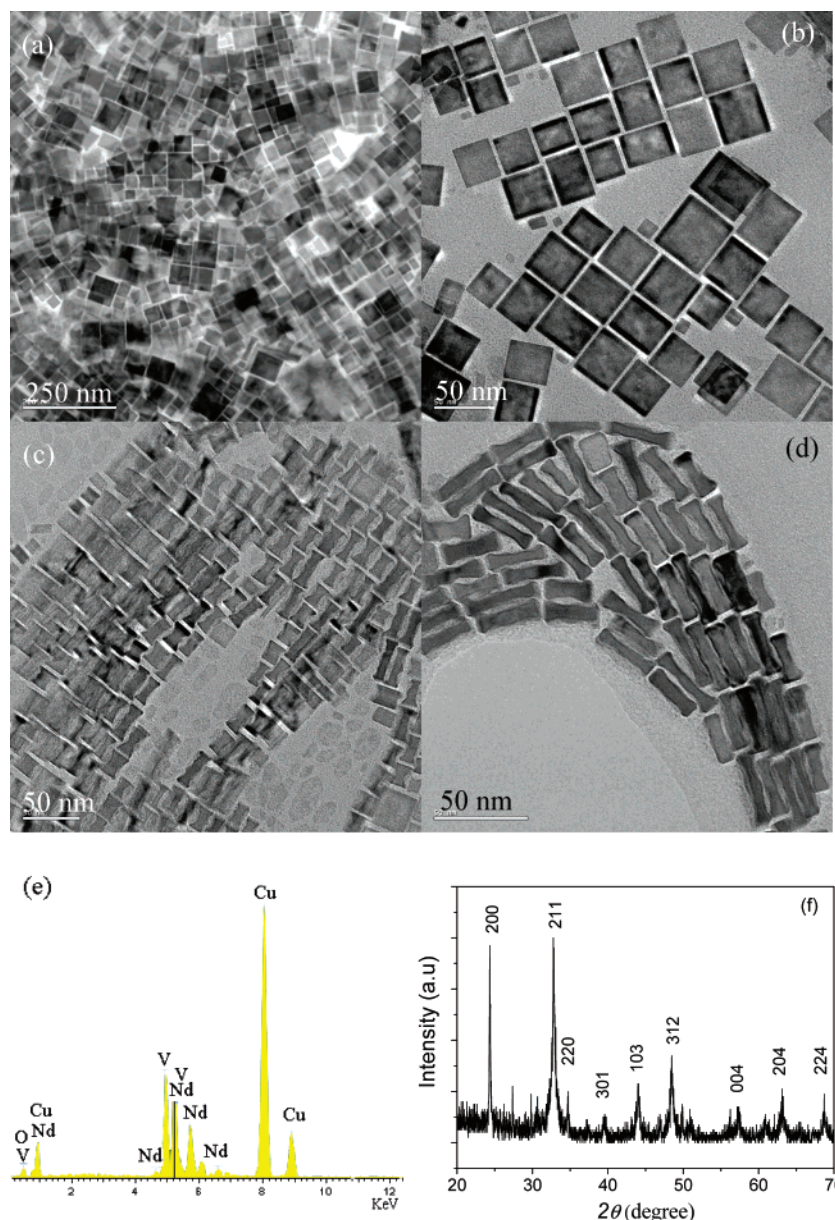 (a)
(b)
250 nm
50 nm
(c)
(d)
50 nm
50 nm
(e)
Cu
V
V
Nd
Cu
Nd
Nd
Cu
O
V
Nd
Nd
2 4 6 8 10 12
KeV
(f)
Intensity (a.u)
200
211
220
301
103
312
004
204
224
20 30 40 50 60 70
2θ (degree)